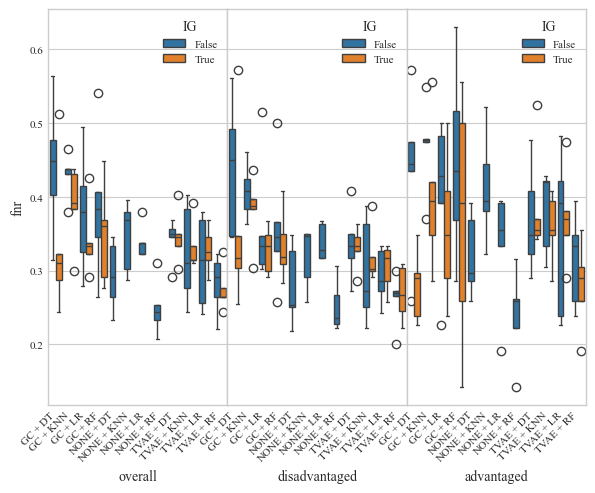 IG
False
True
IG
False
True
IG
False
True
0.6
0.5
0.4
0.3
0.2
fnr
GC + DT
GC + KNN
GC + LR
GC + RF
NONE + DT
NONE + KNN
NONE + LR
NONE + RF
TVAE + DT
TVAE + KNN
TVAE + LR
TVAE + RF
GC + DT
GC + KNN
GC + LR
GC + RF
NONE + DT
NONE + KNN
NONE + LR
NONE + RF
TVAE + DT
TVAE + KNN
TVAE + LR
TVAE + RF
GC + DT
GC + KNN
GC + LR
GC + RF
NONE + DT
NONE + KNN
NONE + LR
NONE + RF
TVAE + DT
TVAE + KNN
TVAE + LR
TVAE + RF
overall
disadvantaged
advantaged